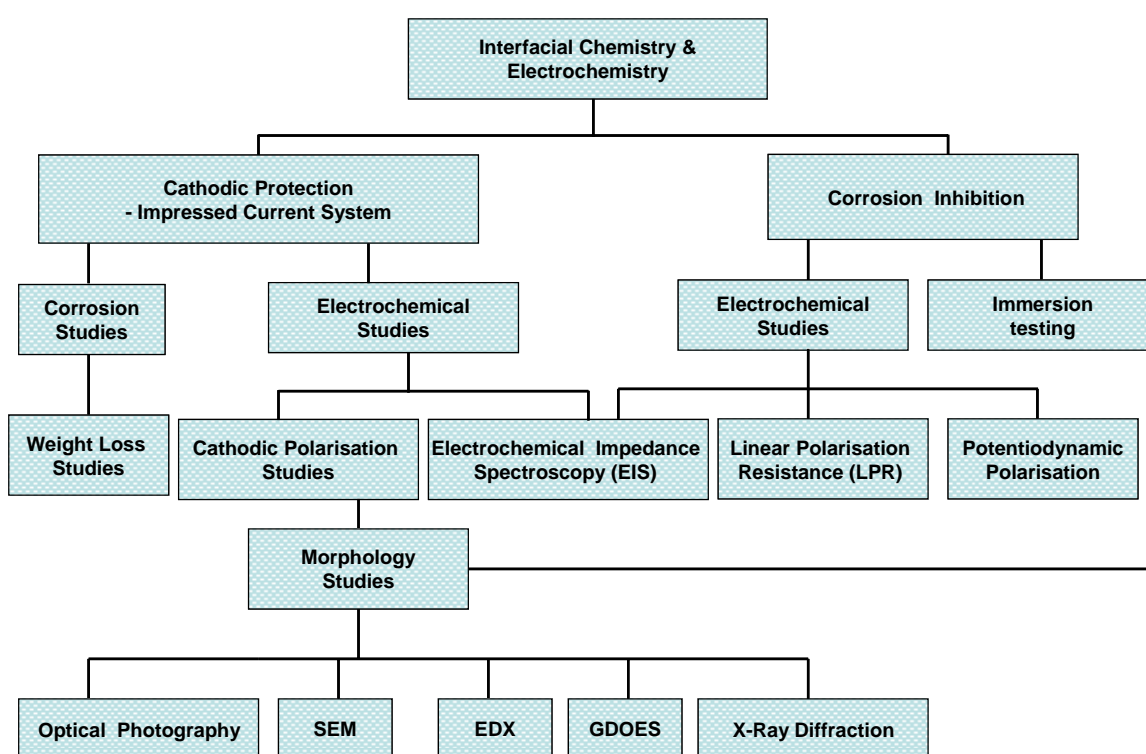 Interfacial Chemistry &
Electrochemistry
Cathodic Protection
- Impressed Current System
Corrosion Inhibition
Corrosion
Studies
Electrochemical
Studies
Electrochemical
Studies
Immersion
testing
Weight Loss
Studies
Cathodic Polarisation
Studies
Electrochemical Impedance
Spectroscopy (EIS)
Linear Polarisation
Resistance (LPR)
Potentiodynamic
Polarisation
Morphology
Studies
Optical Photography
SEM
EDX
GDOES
X-Ray Diffraction